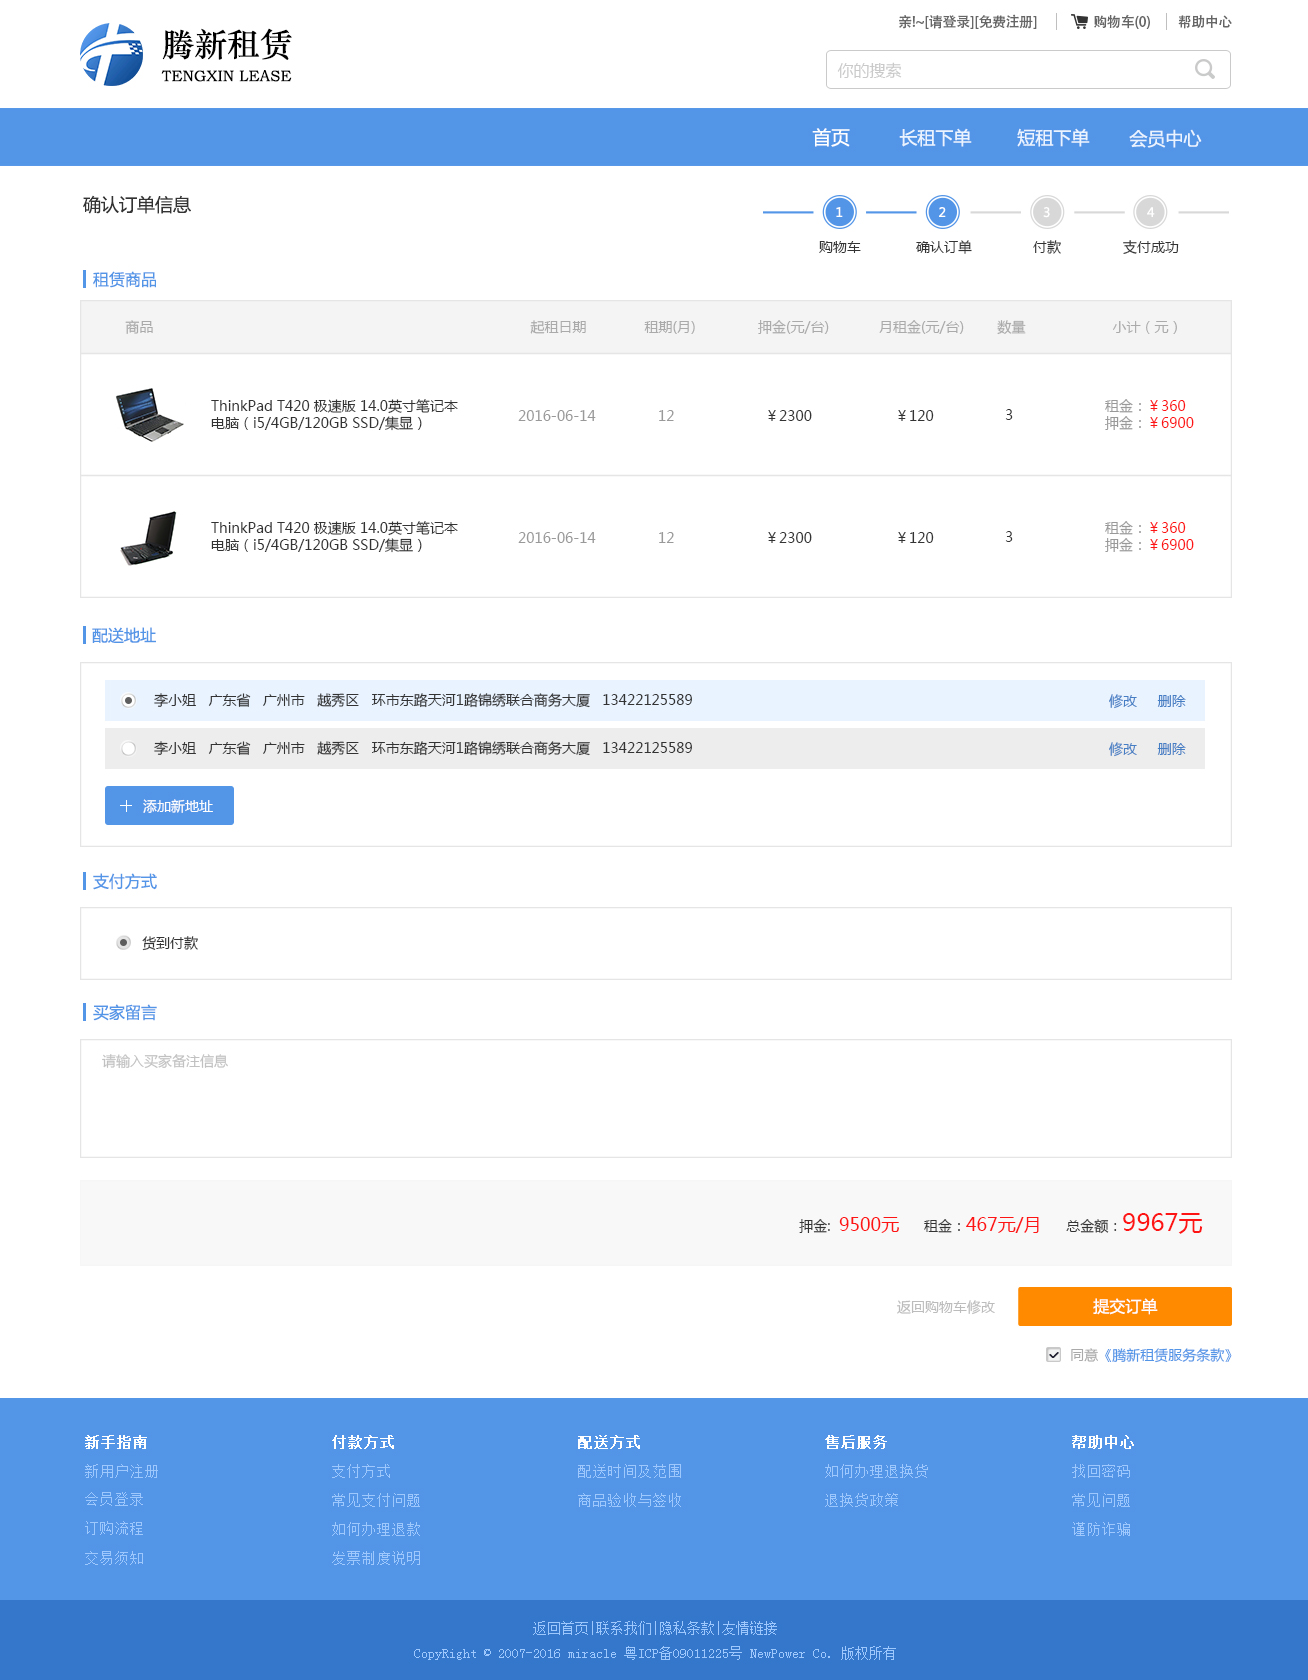 亲!~[请登录][免费注册]
购物车(0)
帮助中心
腾新租赁
TENGXIN LEASE
你的搜索
首页 长租下单 短租下单 会员中心
确认订单信息
1 2 3 4
购物车 确认订单 付款 支付成功
租赁商品
商品 起租日期 租期(月) 押金(元/台) 月租金(元/台) 数量 小计（元）
ThinkPad T420 极速版 14.0英寸笔记本
电脑（i5/4GB/120GB SSD/集显）
2016-06-14 12 ￥2300 ￥120 3
租金：￥360
押金：￥6900
ThinkPad T420 极速版 14.0英寸笔记本
电脑（i5/4GB/120GB SSD/集显）
2016-06-14 12 ￥2300 ￥120 3
租金：￥360
押金：￥6900
配送地址
李小姐 广东省 广州市 越秀区 环市东路天河1路锦绣联合商务大厦 13422125589 修改 删除
李小姐 广东省 广州市 越秀区 环市东路天河1路锦绣联合商务大厦 13422125589 修改 删除
添加新地址
支付方式
货到付款
买家留言
请输入买家备注信息
押金: 9500元 租金：467元/月 总金额：9967元
返回购物车修改 提交订单
同意《腾新租赁服务条款》
新手指南 付款方式 配送方式 售后服务 帮助中心
新用户注册 支付方式 配送时间及范围 如何办理退换货 找回密码
会员登录 常见支付问题 商品验收与签收 退换货政策 常见问题
订购流程 如何办理退款 谨防诈骗
交易须知 发票制度说明
返回首页|联系我们|隐私条款|友情链接
CopyRight © 2007-2016 miracle 粤ICP备09011225号 NewPower Co. 版权所有